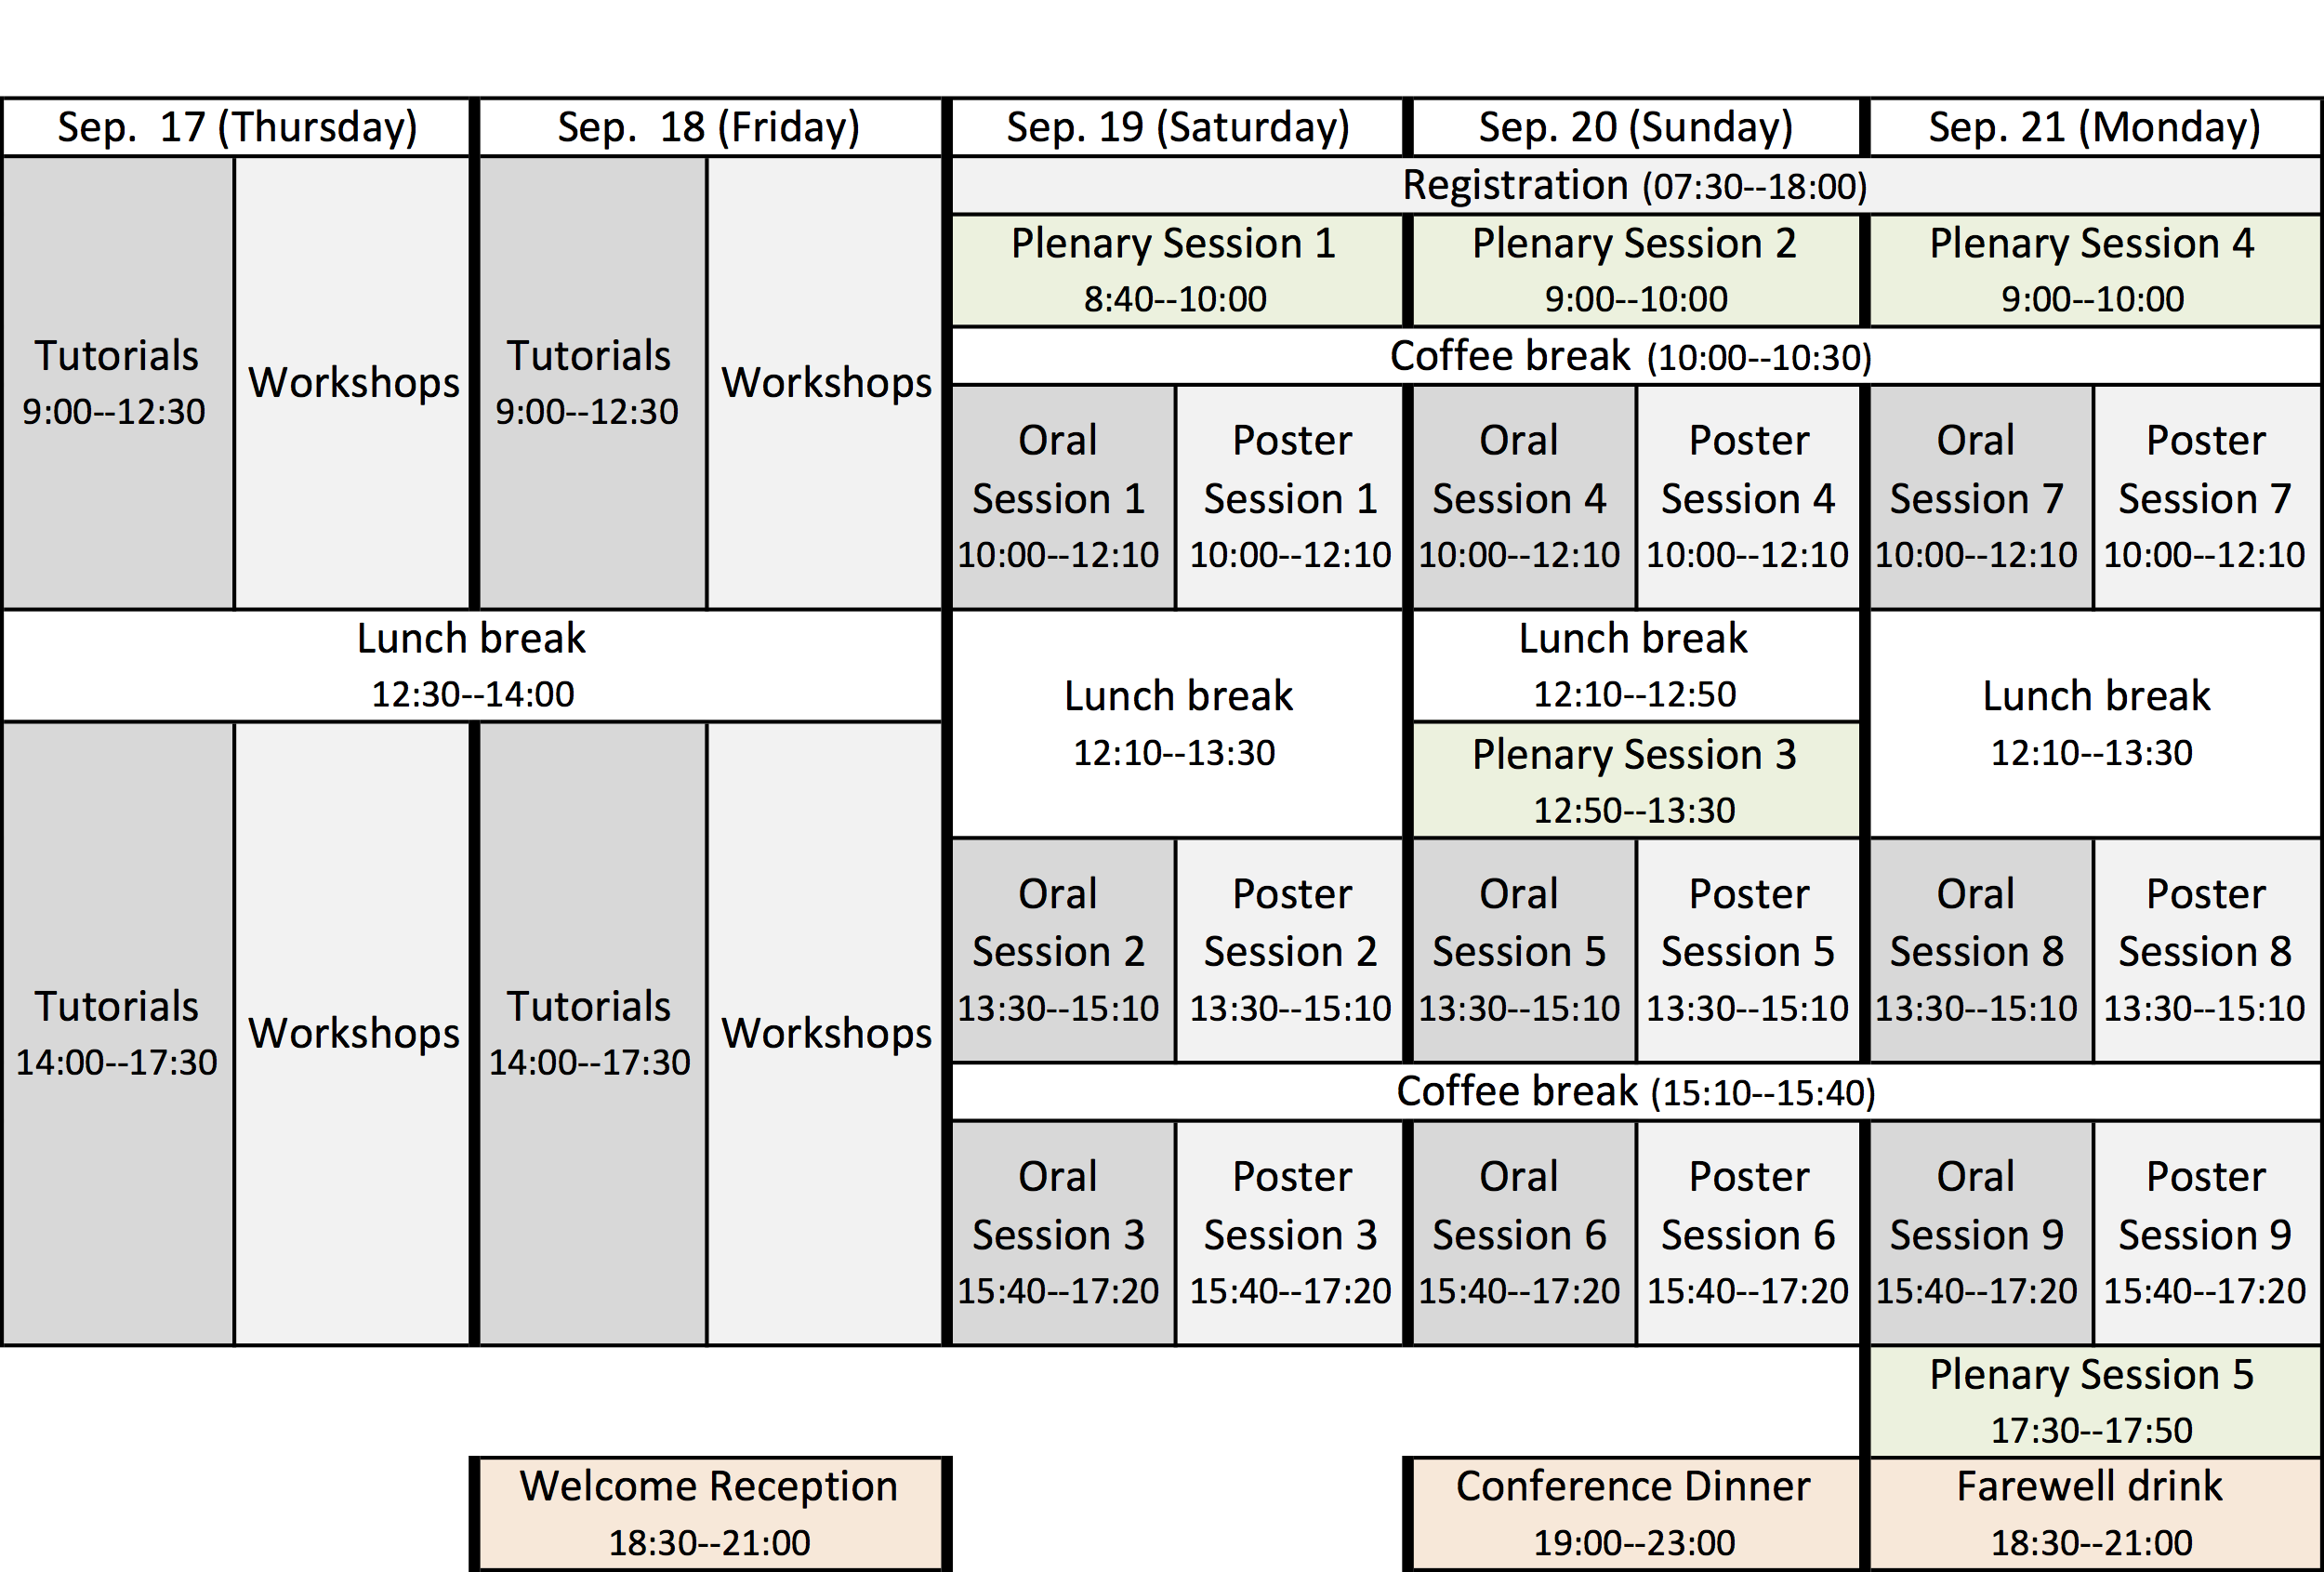 Sep.  17 (Thursday)
Sep.  18 (Friday)
Sep. 19 (Saturday)
Sep. 20 (Sunday)
Sep. 21 (Monday)
Registration (07:30--18:00)
Plenary Session 1
8:40--10:00
Plenary Session 2
9:00--10:00
Plenary Session 4
9:00--10:00
Tutorials
9:00--12:30
Workshops
Tutorials
9:00--12:30
Workshops
Coffee break (10:00--10:30)
Oral
Session 1
10:00--12:10
Poster
Session 1
10:00--12:10
Oral
Session 4
10:00--12:10
Poster
Session 4
10:00--12:10
Oral
Session 7
10:00--12:10
Poster
Session 7
10:00--12:10
Lunch break
12:30--14:00
Lunch break
12:10--13:30
Lunch break
12:10--12:50
Plenary Session 3
12:50--13:30
Lunch break
12:10--13:30
Tutorials
14:00--17:30
Workshops
Tutorials
14:00--17:30
Workshops
Oral
Session 2
13:30--15:10
Poster
Session 2
13:30--15:10
Oral
Session 5
13:30--15:10
Poster
Session 5
13:30--15:10
Oral
Session 8
13:30--15:10
Poster
Session 8
13:30--15:10
Coffee break (15:10--15:40)
Oral
Session 3
15:40--17:20
Poster
Session 3
15:40--17:20
Oral
Session 6
15:40--17:20
Poster
Session 6
15:40--17:20
Oral
Session 9
15:40--17:20
Poster
Session 9
15:40--17:20
Plenary Session 5
17:30--17:50
Welcome Reception
18:30--21:00
Conference Dinner
19:00--23:00
Farewell drink
18:30--21:00